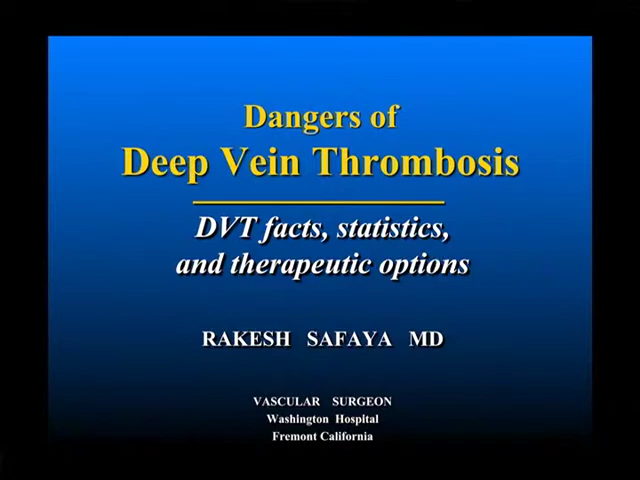 Dangers of
Deep Vein Thrombosis
DVT facts, statistics,
and therapeutic options
RAKESH SAFAYA MD
VASCULAR SURGEON
Washington Hospital
Fremont California